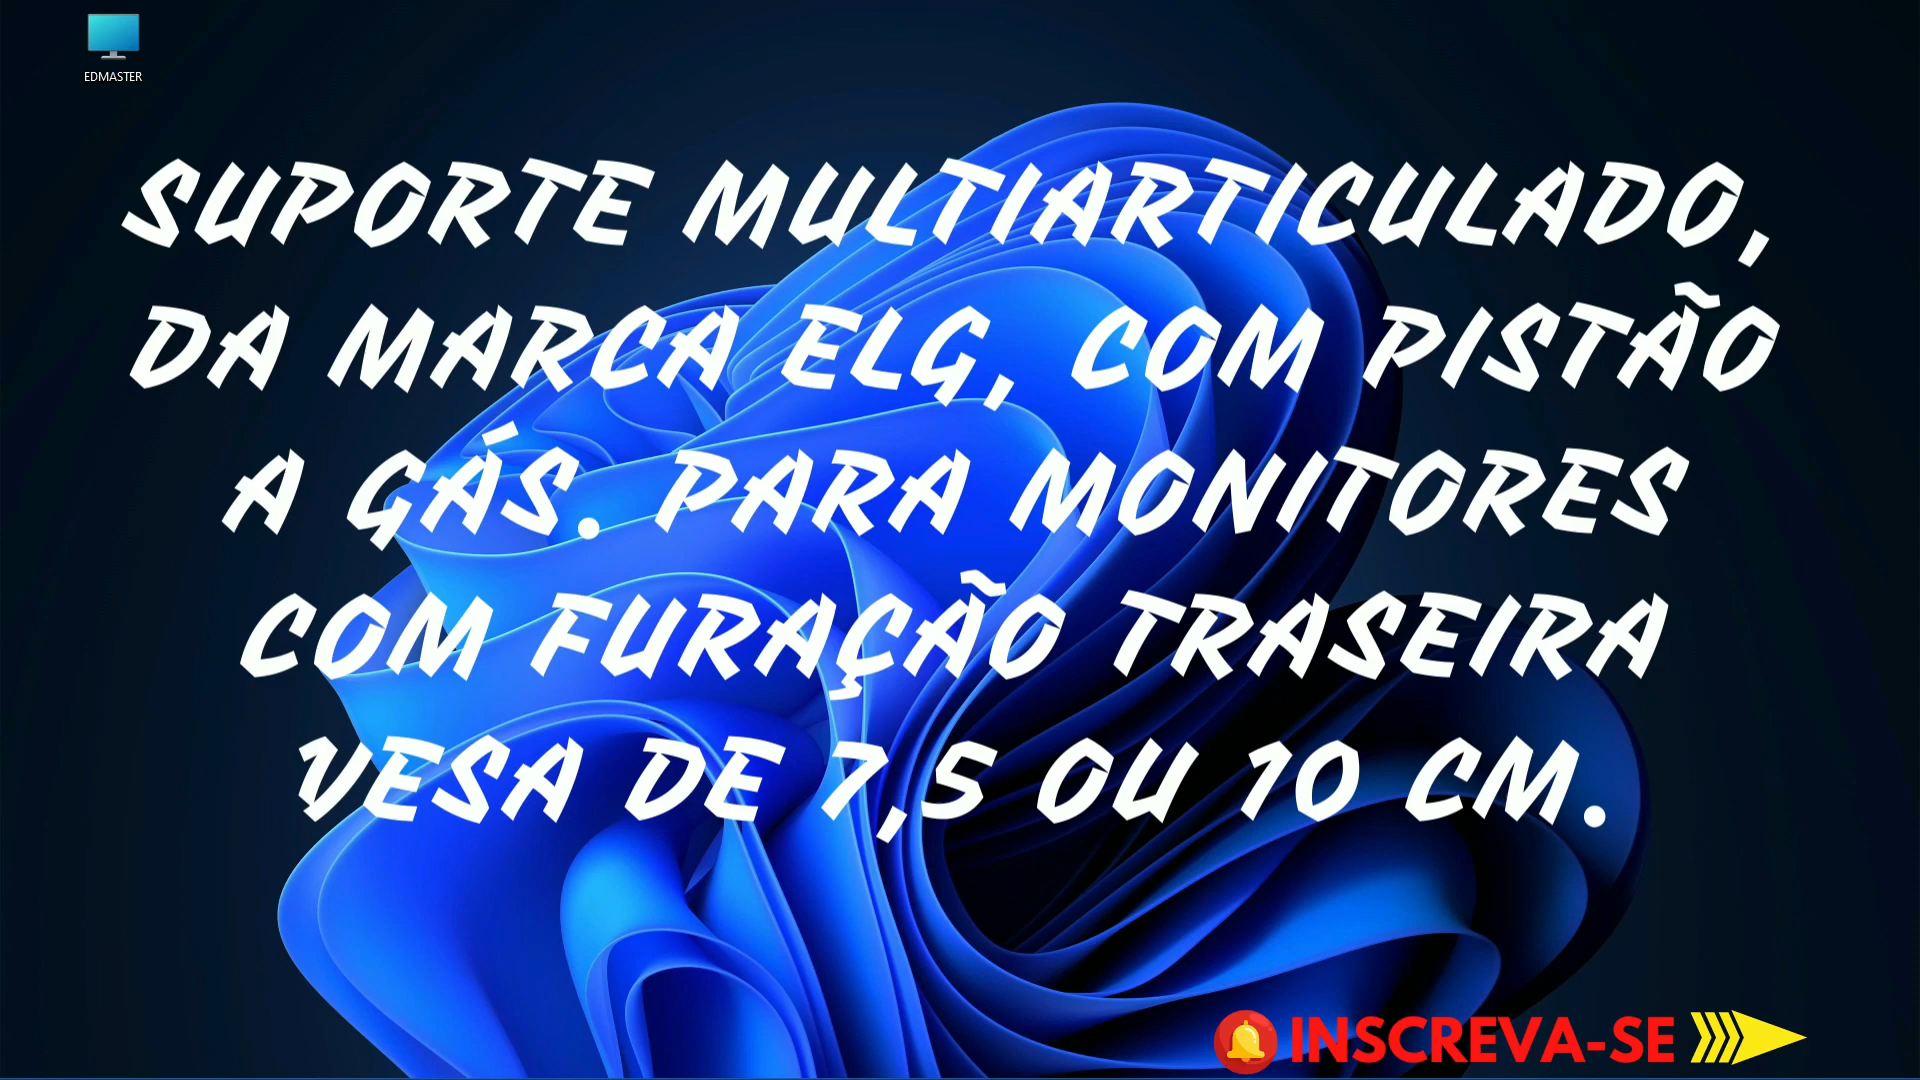 EDMASTER
SUPORTE MULTIARTICULADO,
DA MARCA ELG, COM PISTÃO
A GÁS. PARA MONITORES
COM FURAÇÃO TRASEIRA
VESA DE 7,5 OU 10 CM.
INSCREVA-SE